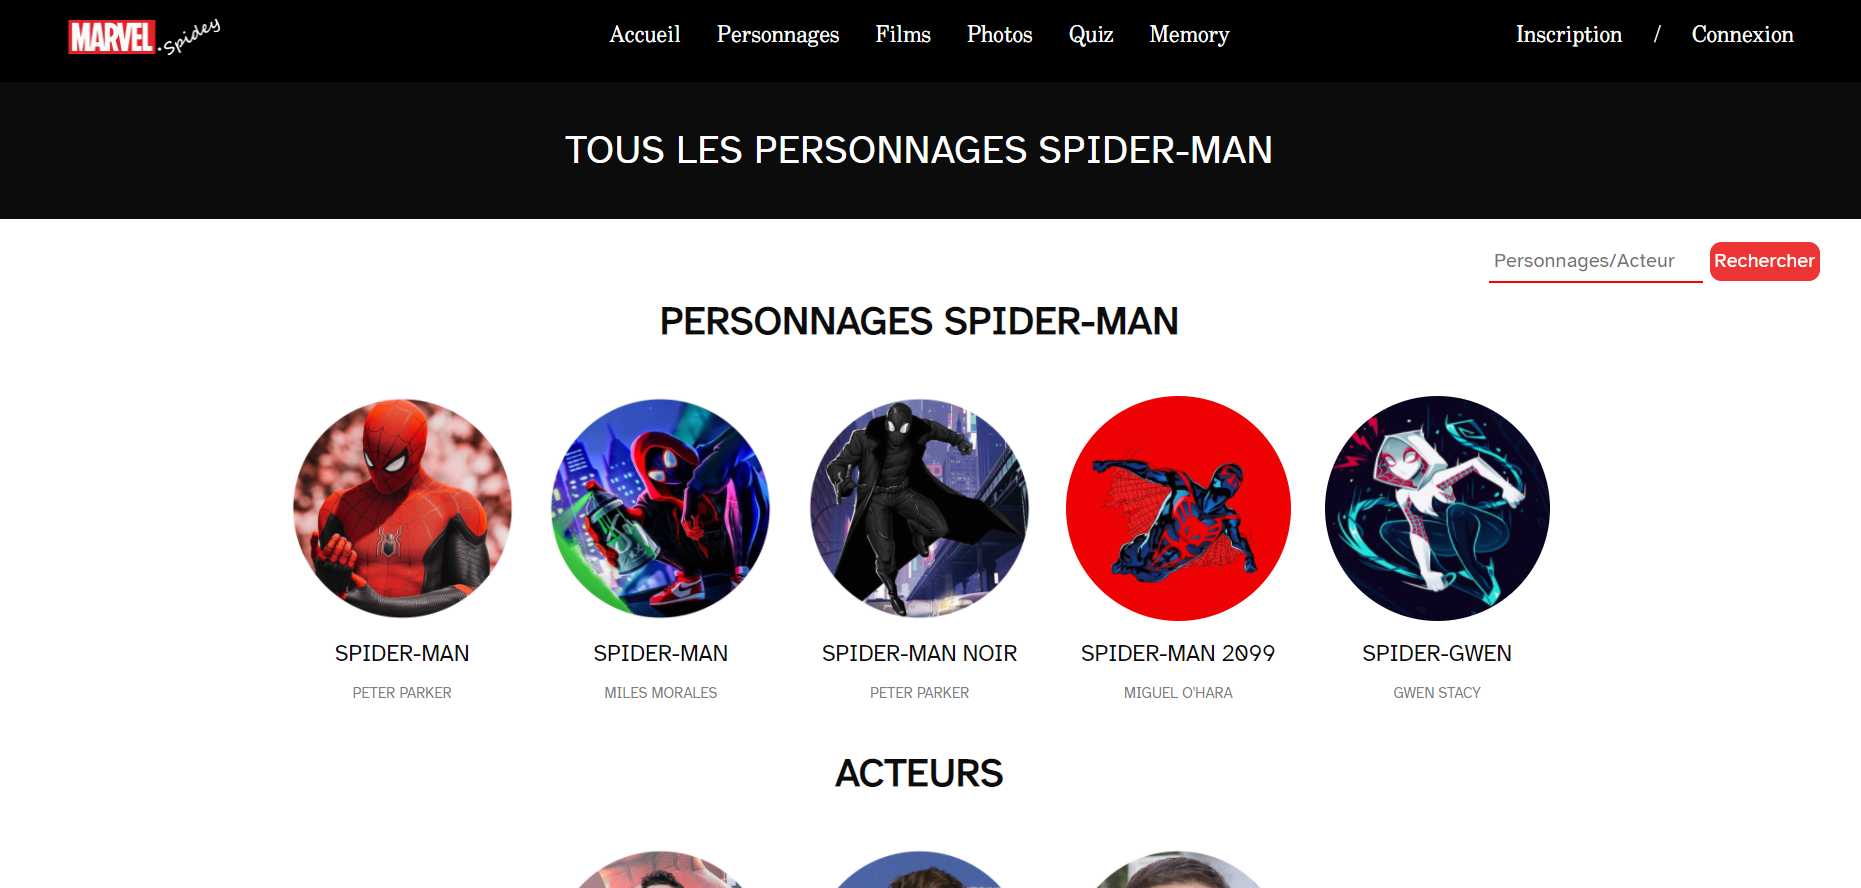 MARVEL .Spidey
Accueil Personnages Films Photos Quiz Memory
Inscription / Connexion
TOUS LES PERSONNAGES SPIDER-MAN
Personnages/Acteur Rechercher
PERSONNAGES SPIDER-MAN
SPIDER-MAN
PETER PARKER
SPIDER-MAN
MILES MORALES
SPIDER-MAN NOIR
PETER PARKER
SPIDER-MAN 2099
MIGUEL O'HARA
SPIDER-GWEN
GWEN STACY
ACTEURS